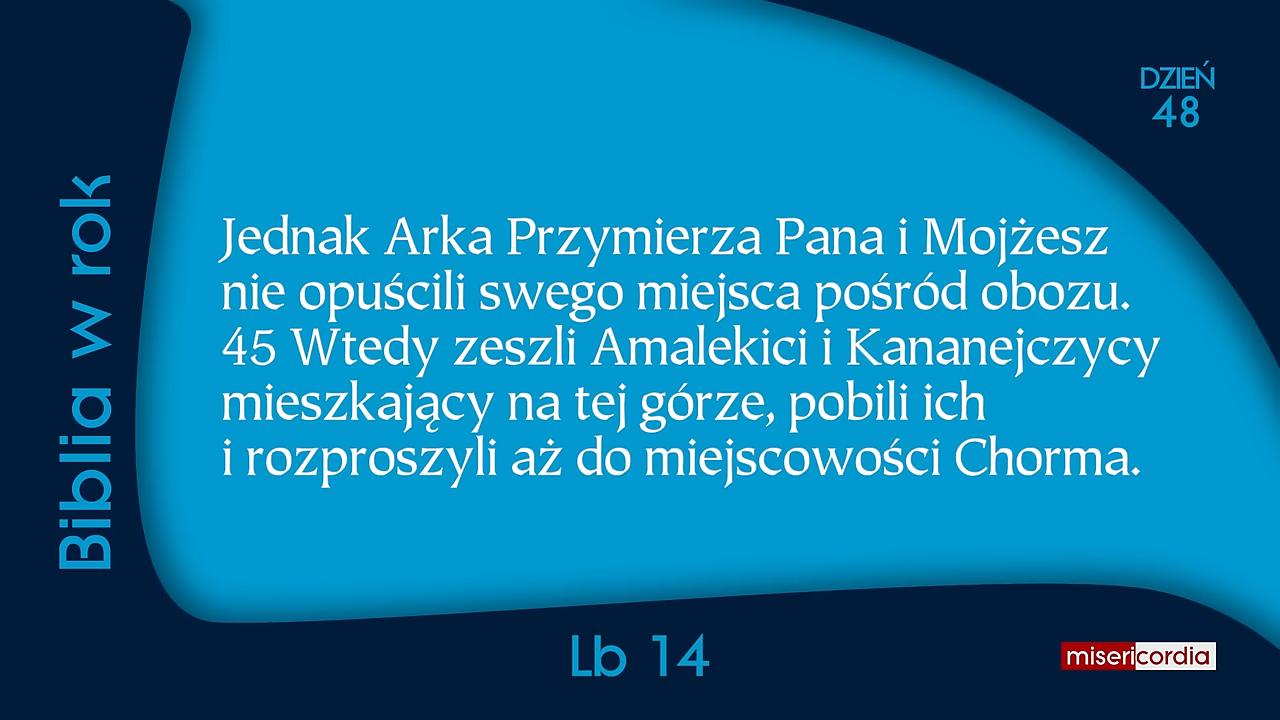 DZIEŃ
48
Biblia w rok
Jednak Arka Przymierza Pana i Mojżesz
nie opuścili swego miejsca pośród obozu.
45 Wtedy zeszli Amalekici i Kananejczycy
mieszkający na tej górze, pobili ich
i rozproszyli aż do miejscowości Chorma.
Lb 14
misericordia